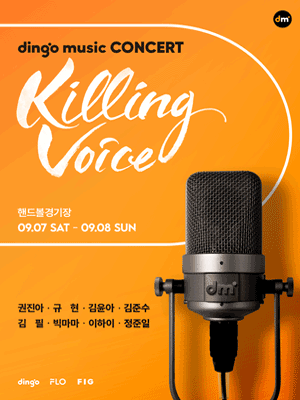 dm
dingo music CONCERT
Killing
Voice
핸드볼경기장
09.07 SAT - 09.08 SUN
dm
권진아 · 규 현 · 김윤아 · 김준수
김 필 · 빅마마 · 이하이 · 정준일
dingo FLO FIG